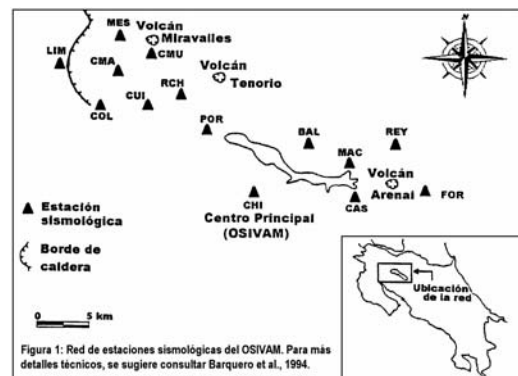 MES
Volcán
Miravalles
LIM
CMU
CMA
Volcán
Tenorio
RCH
CUI
COL
POR
BAL
REY
MAC
Volcán
Arenal
FOR
CHI
CAS
Centro Principal
(OSIVAM)
Estación
sismológica
Borde de
caldera
0 5 km
Ubicación
de la red
Figura 1: Red de estaciones sismológicas del OSIVAM. Para más
detalles técnicos, se sugiere consultar Barquero et al., 1994.